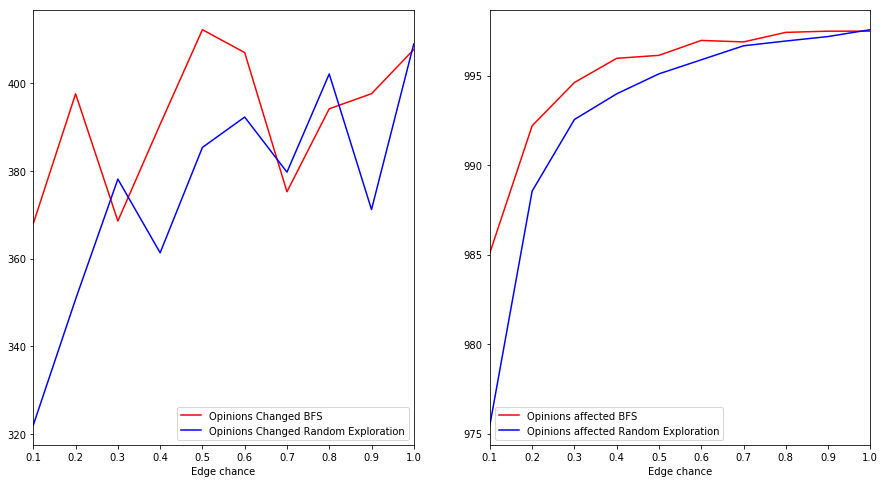 400
380
360
340
320
0.1 0.2 0.3 0.4 0.5 0.6 0.7 0.8 0.9 1.0
Edge chance
Opinions Changed BFS
Opinions Changed Random Exploration
995
990
985
980
975
0.1 0.2 0.3 0.4 0.5 0.6 0.7 0.8 0.9 1.0
Edge chance
Opinions affected BFS
Opinions affected Random Exploration